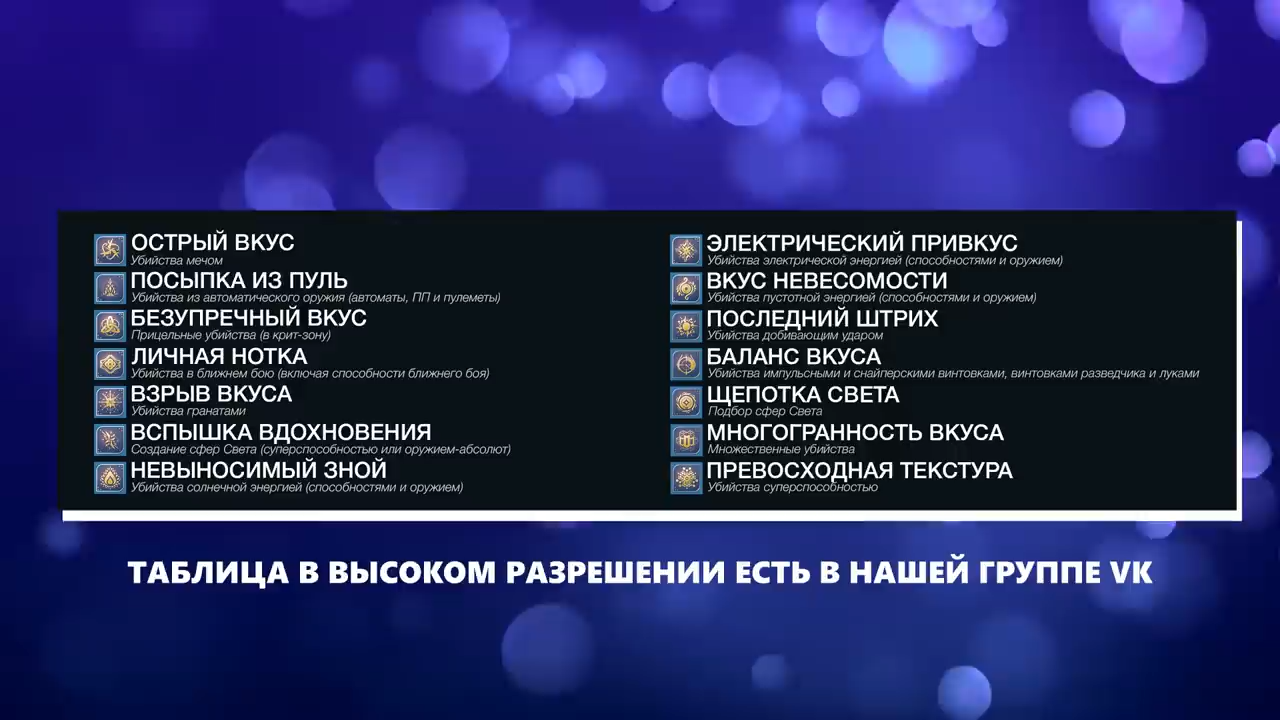 ОСТРЫЙ ВКУС
Убийства мечом
ПОСЫПКА ИЗ ПУЛЬ
Убийства из автоматического оружия (автоматы, ПП и пулеметы)
БЕЗУПРЕЧНЫЙ ВКУС
Прицельные убийства (в крит-зону)
ЛИЧНАЯ НОТКА
Убийства в ближнем бою (включая способности ближнего боя)
ВЗРЫВ ВКУСА
Убийства гранатами
ВСПЫШКА ВДОХНОВЕНИЯ
Создание сфер Света (суперспособностью или оружием-абсолют)
НЕВЫНОСИМЫЙ ЗНОЙ
Убийства солнечной энергией (способностями и оружием)
ЭЛЕКТРИЧЕСКИЙ ПРИВКУС
Убийства электрической энергией (способностями и оружием)
ВКУС НЕВЕСОМОСТИ
Убийства пустотной энергией (способностями и оружием)
ПОСЛЕДНИЙ ШТРИХ
Убийства добивающим ударом
БАЛАНС ВКУСА
Убийства импульсными и снайперскими винтовками, винтовками разведчика и луками
ЩЕПОТКА СВЕТА
Подбор сфер Света
МНОГОГРАННОСТЬ ВКУСА
Множественные убийства
ПРЕВОСХОДНАЯ ТЕКСТУРА
Убийства суперспособностью
ТАБЛИЦА В ВЫСОКОМ РАЗРЕШЕНИИ ЕСТЬ В НАШЕЙ ГРУППЕ VK